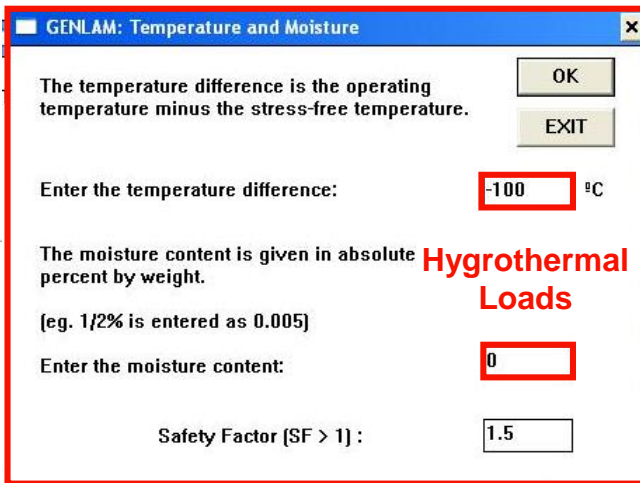 GENLAM: Temperature and Moisture
The temperature difference is the operating
temperature minus the stress-free temperature.
OK
EXIT
Enter the temperature difference:
-100
ºC
The moisture content is given in absolute
percent by weight.
Hygrothermal
Loads
(eg. 1/2% is entered as 0.005)
Enter the moisture content:
0
Safety Factor (SF > 1) :
1.5